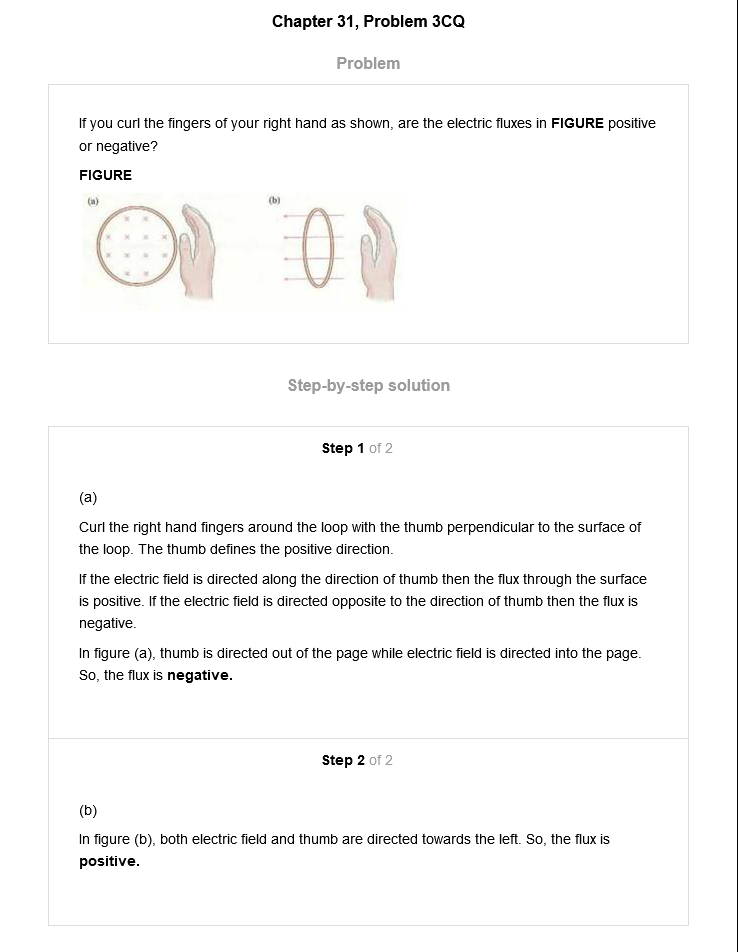 Chapter 31, Problem 3CQ
Problem
If you curl the fingers of your right hand as shown, are the electric fluxes in FIGURE positive
or negative?
FIGURE
(a)
(b)
Step-by-step solution
Step 1 of 2
(a)
Curl the right hand fingers around the loop with the thumb perpendicular to the surface of
the loop. The thumb defines the positive direction.
If the electric field is directed along the direction of thumb then the flux through the surface
is positive. If the electric field is directed opposite to the direction of thumb then the flux is
negative.
In figure (a), thumb is directed out of the page while electric field is directed into the page.
So, the flux is negative.
Step 2 of 2
(b)
In figure (b), both electric field and thumb are directed towards the left. So, the flux is
positive.